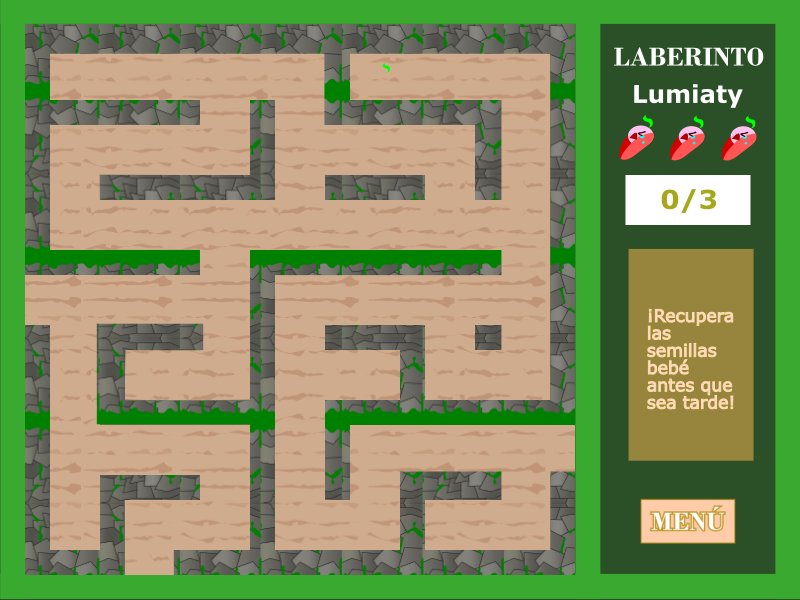 LABERINTO
Lumiaty
0/3
¡Recupera
las
semillas
bebé
antes que
sea tarde!
MENÚ